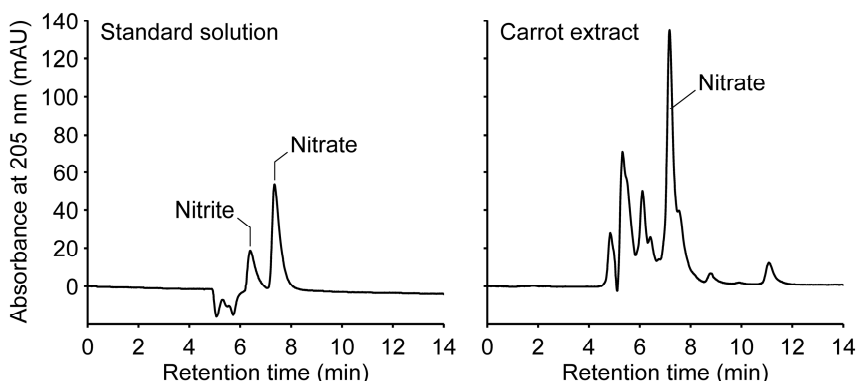 Absorbance at 205 nm (mAU)
140
120
100
80
60
40
20
0
Standard solution
Nitrite
Nitrate
0 2 4 6 8 10 12 14
Retention time (min)
Carrot extract
Nitrate
0 2 4 6 8 10 12 14
Retention time (min)